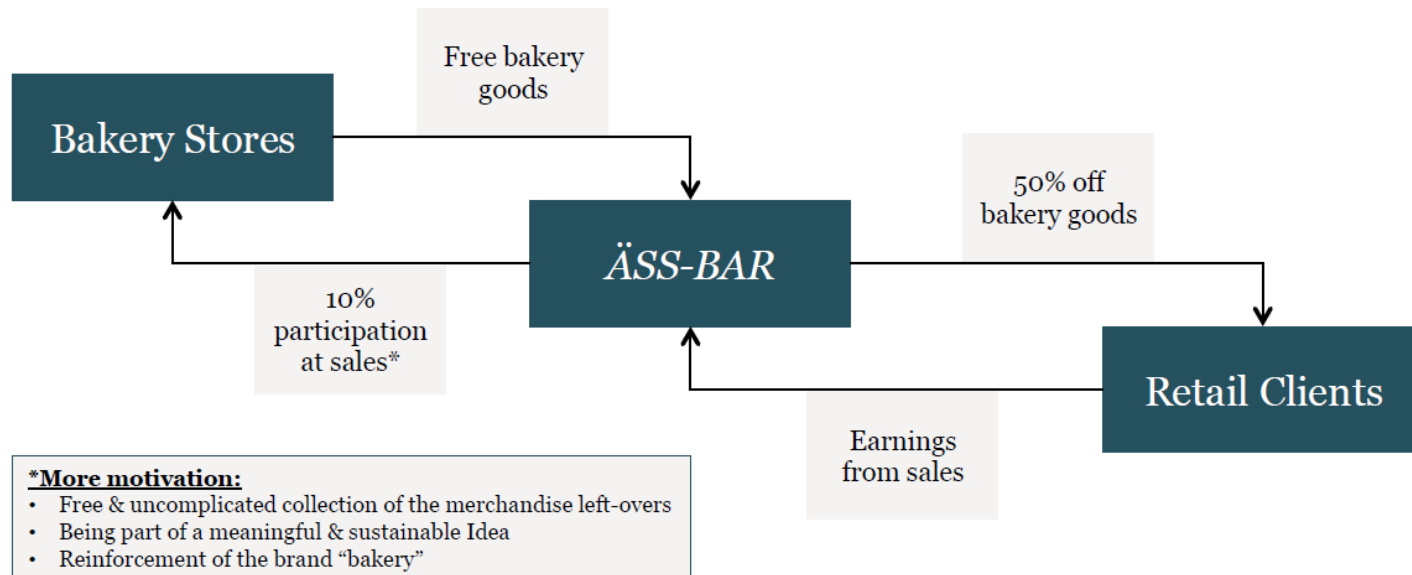 Free bakery
goods
Bakery Stores
50% off
bakery goods
ÄSS-BAR
10%
participation
at sales*
Retail Clients
Earnings
from sales
*More motivation:
• Free & uncomplicated collection of the merchandise left-overs
• Being part of a meaningful & sustainable Idea
• Reinforcement of the brand “bakery”